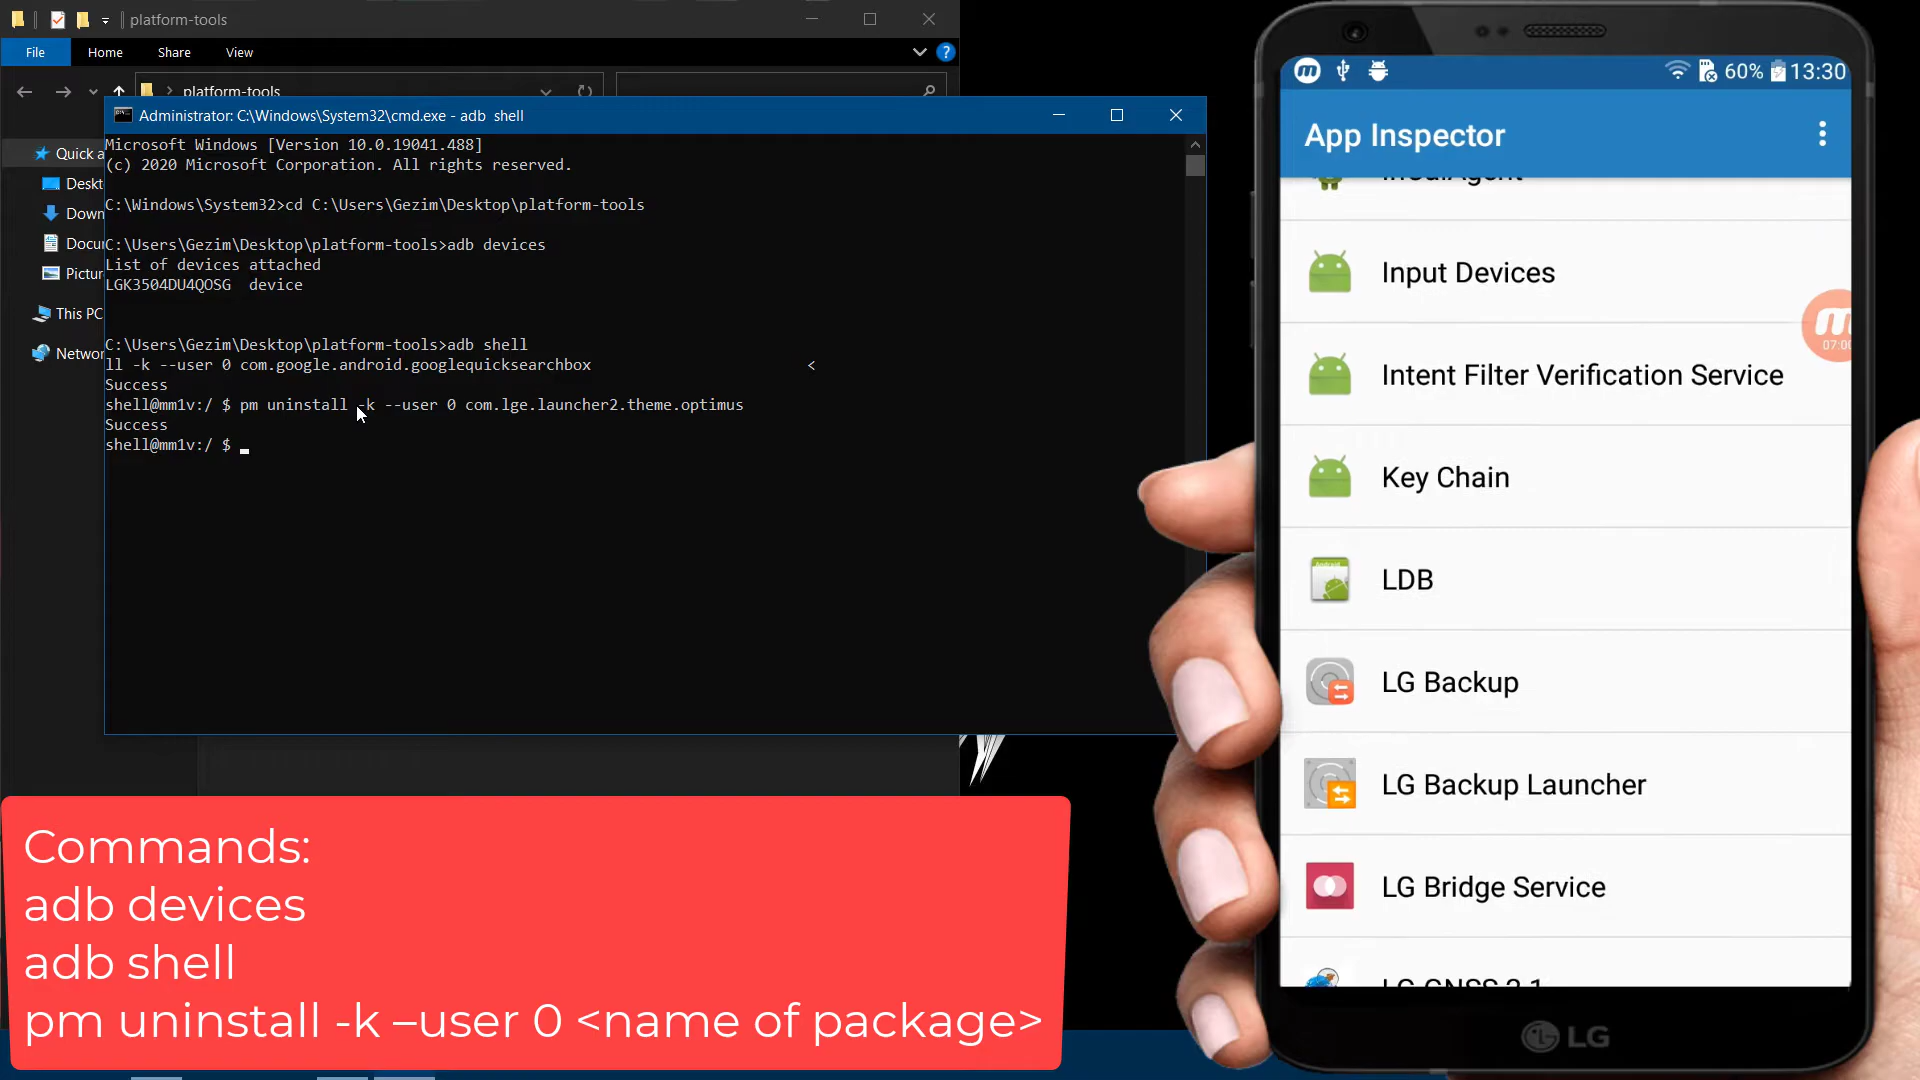 platform-tools
File Home Share View
platform-tools
Quick a
Deskt
Down
Docu
Pictur
This PC
Networ
Administrator: C:\Windows\System32\cmd.exe - adb shell
Microsoft Windows [Version 10.0.19041.488]
(c) 2020 Microsoft Corporation. All rights reserved.
C:\Windows\System32>cd C:\Users\Gezim\Desktop\platform-tools
C:\Users\Gezim\Desktop\platform-tools>adb devices
List of devices attached
LGK3504DU4QOSG device
C:\Users\Gezim\Desktop\platform-tools>adb shell
ll -k --user 0 com.google.android.googlequicksearchbox <
Success
shell@mm1v:/ $ pm uninstall -k --user 0 com.lge.launcher2.theme.optimus
Success
shell@mm1v:/ $
Commands:
adb devices
adb shell
pm uninstall -k –user 0 <name of package>
60% 13:30
App Inspector
Input Devices
07:00
Intent Filter Verification Service
Key Chain
LDB
LG Backup
LG Backup Launcher
LG Bridge Service
LG GNSS 2.1
LG